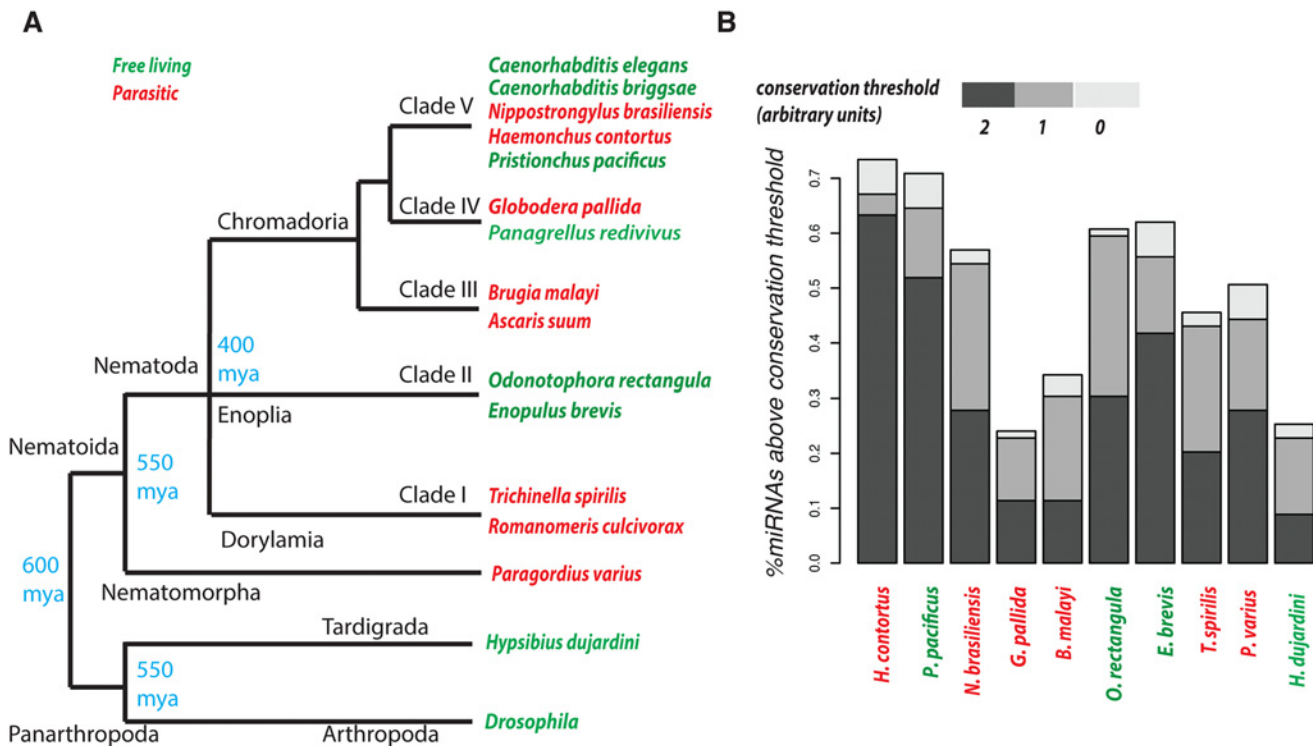 A
Free living
Parasitic
Caenorhabditis elegans
Caenorhabditis briggsae
Clade V
Nippostrongylus brasiliensis
Haemonchus contortus
Pristionchus pacificus
Chromadoria
Clade IV
Globodera pallida
Panagrellus redivivus
Clade III
Brugia malayi
Ascaris suum
400
mya
Nematoda
Clade II
Odonotophora rectangula
Enopulus brevis
Enoplia
Nematoida
550
mya
Clade I
Trichinella spirilis
Romanomeris culcivorax
Dorylamia
600
mya
Nematomorpha
Paragordius varius
Tardigrada
Hypsibius dujardini
550
mya
Panarthropoda
Arthropoda
Drosophila
B
conservation threshold
(arbitrary units)
2 1 0
%miRNAs above conservation threshold
0.7
0.6
0.5
0.4
0.3
0.2
0.1
0.0
H. contortus
P. pacificus
N. brasiliensis
G. pallida
B. malayi
O. rectangula
E. brevis
T. spirilis
P. varius
H. dujardini